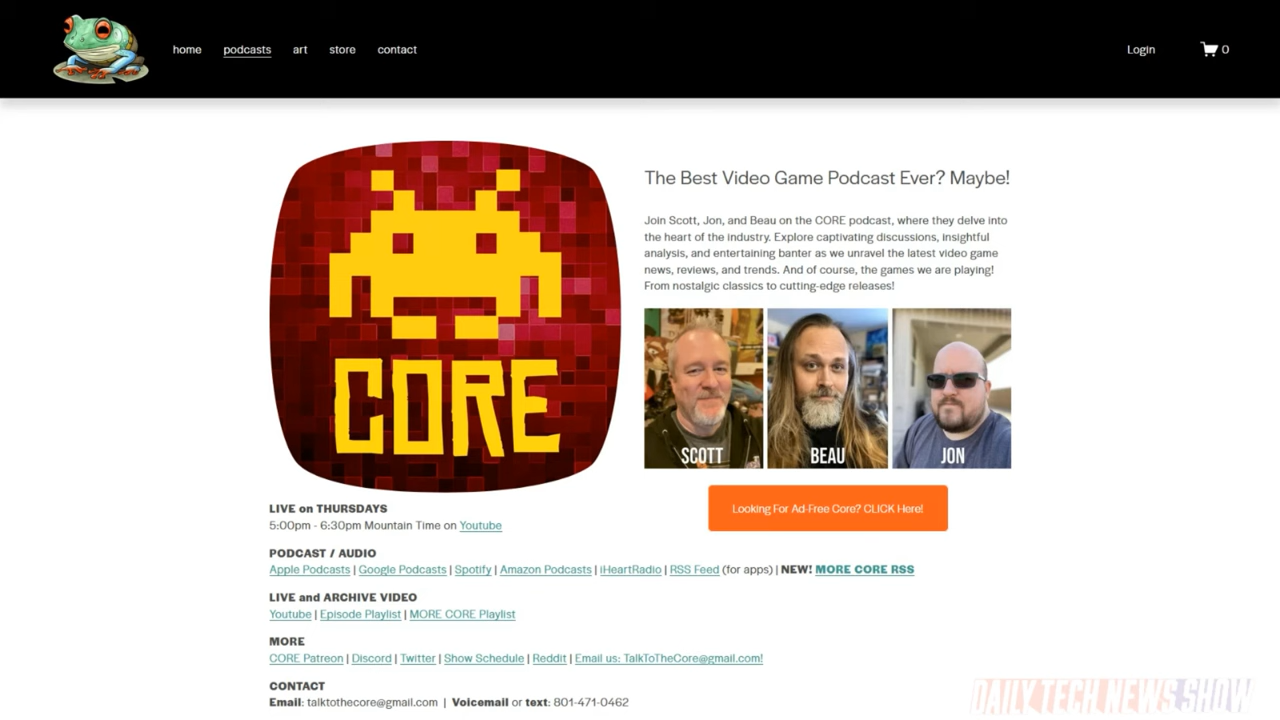 home podcasts art store contact Login 0
The Best Video Game Podcast Ever? Maybe!
Join Scott, Jon, and Beau on the CORE podcast, where they delve into
the heart of the industry. Explore captivating discussions, insightful
analysis, and entertaining banter as we unravel the latest video game
news, reviews, and trends. And of course, the games we are playing!
From nostalgic classics to cutting-edge releases!
CORE
SCOTT BEAU JON
Looking For Ad-Free Core? CLICK Here!
LIVE on THURSDAYS
5:00pm - 6:30pm Mountain Time on Youtube
PODCAST / AUDIO
Apple Podcasts | Google Podcasts | Spotify | Amazon Podcasts | iHeartRadio | RSS Feed (for apps) | NEW! MORE CORE RSS
LIVE and ARCHIVE VIDEO
Youtube | Episode Playlist | MORE CORE Playlist
MORE
CORE Patreon | Discord | Twitter | Show Schedule | Reddit | Email us: TalkToTheCore@gmail.com!
CONTACT
Email: talktothecore@gmail.com | Voicemail or text: 801-471-0462
DAILY TECH NEWS SHOW